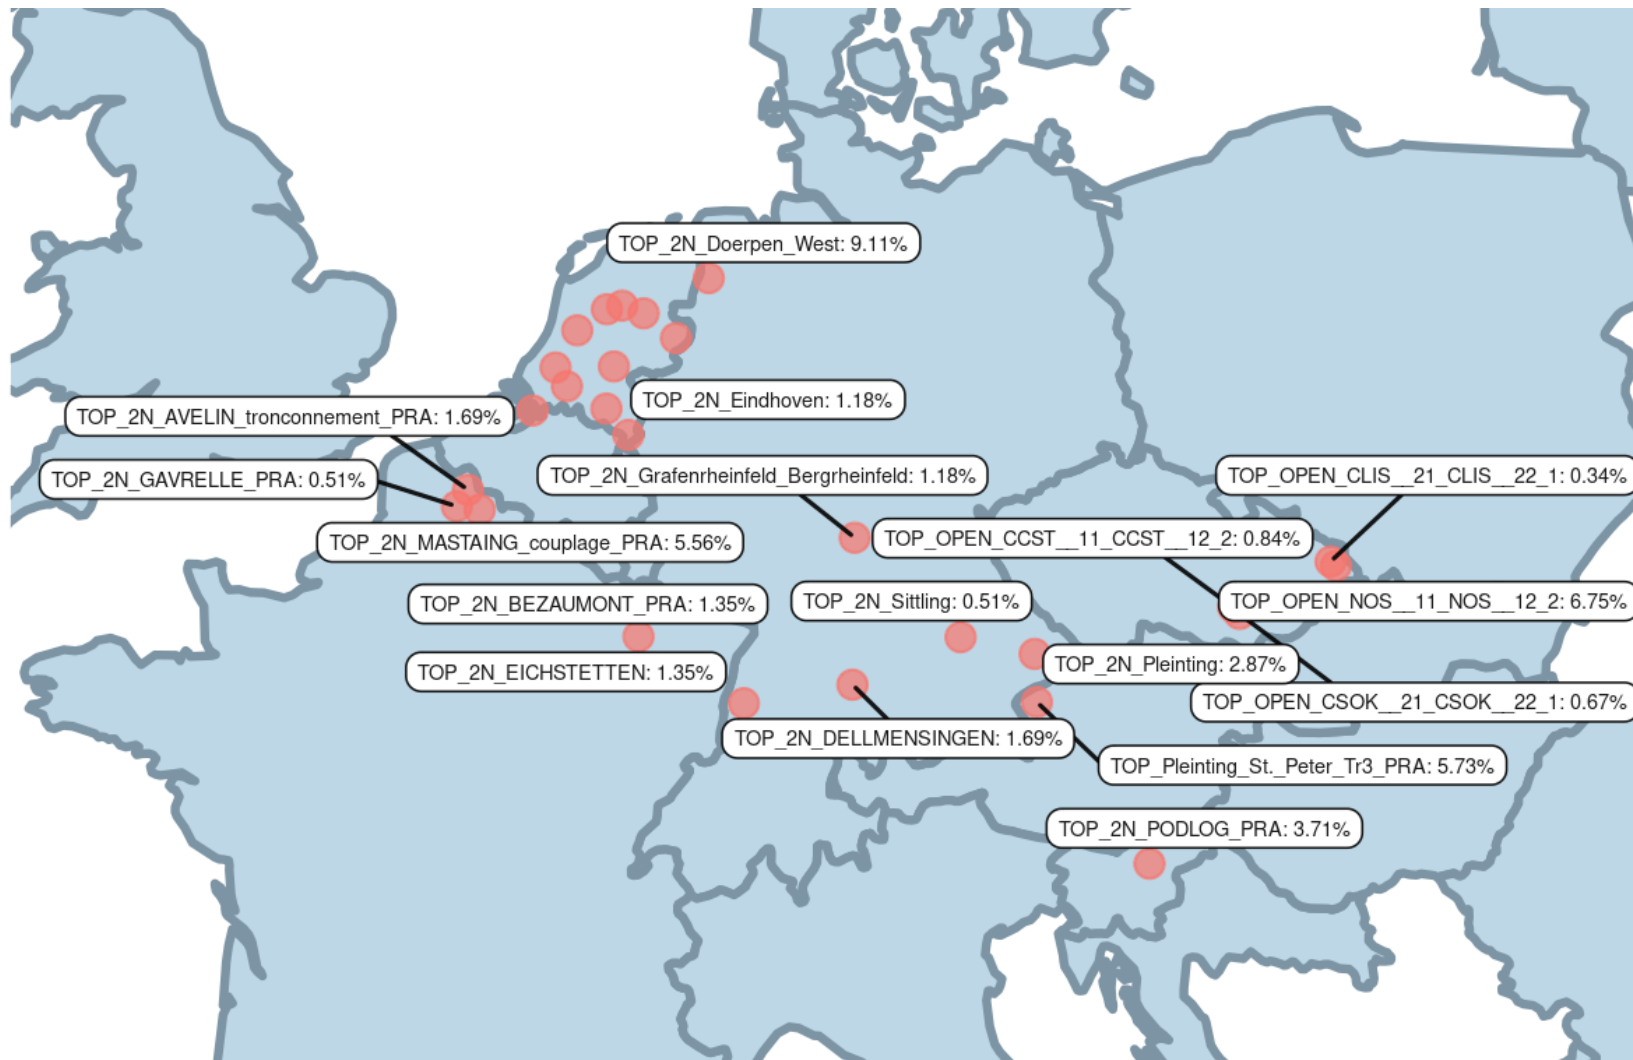 TOP_2N_Doerpen_West: 9.11%
TOP_2N_Eindhoven: 1.18%
TOP_2N_AVELIN_tronconnement_PRA: 1.69%
TOP_2N_GAVRELLE_PRA: 0.51%
TOP_2N_Grafenrheinfeld_Bergrheinfeld: 1.18%
TOP_OPEN_CLIS__21_CLIS__22_1: 0.34%
TOP_2N_MASTAING_couplage_PRA: 5.56%
TOP_OPEN_CCST__11_CCST__12_2: 0.84%
TOP_2N_BEZAUMONT_PRA: 1.35%
TOP_2N_Sittling: 0.51%
TOP_OPEN_NOS__11_NOS__12_2: 6.75%
TOP_2N_EICHSTETTEN: 1.35%
TOP_2N_Pleinting: 2.87%
TOP_OPEN_CSOK__21_CSOK__22_1: 0.67%
TOP_2N_DELLMENSINGEN: 1.69%
TOP_Pleinting_St._Peter_Tr3_PRA: 5.73%
TOP_2N_PODLOG_PRA: 3.71%